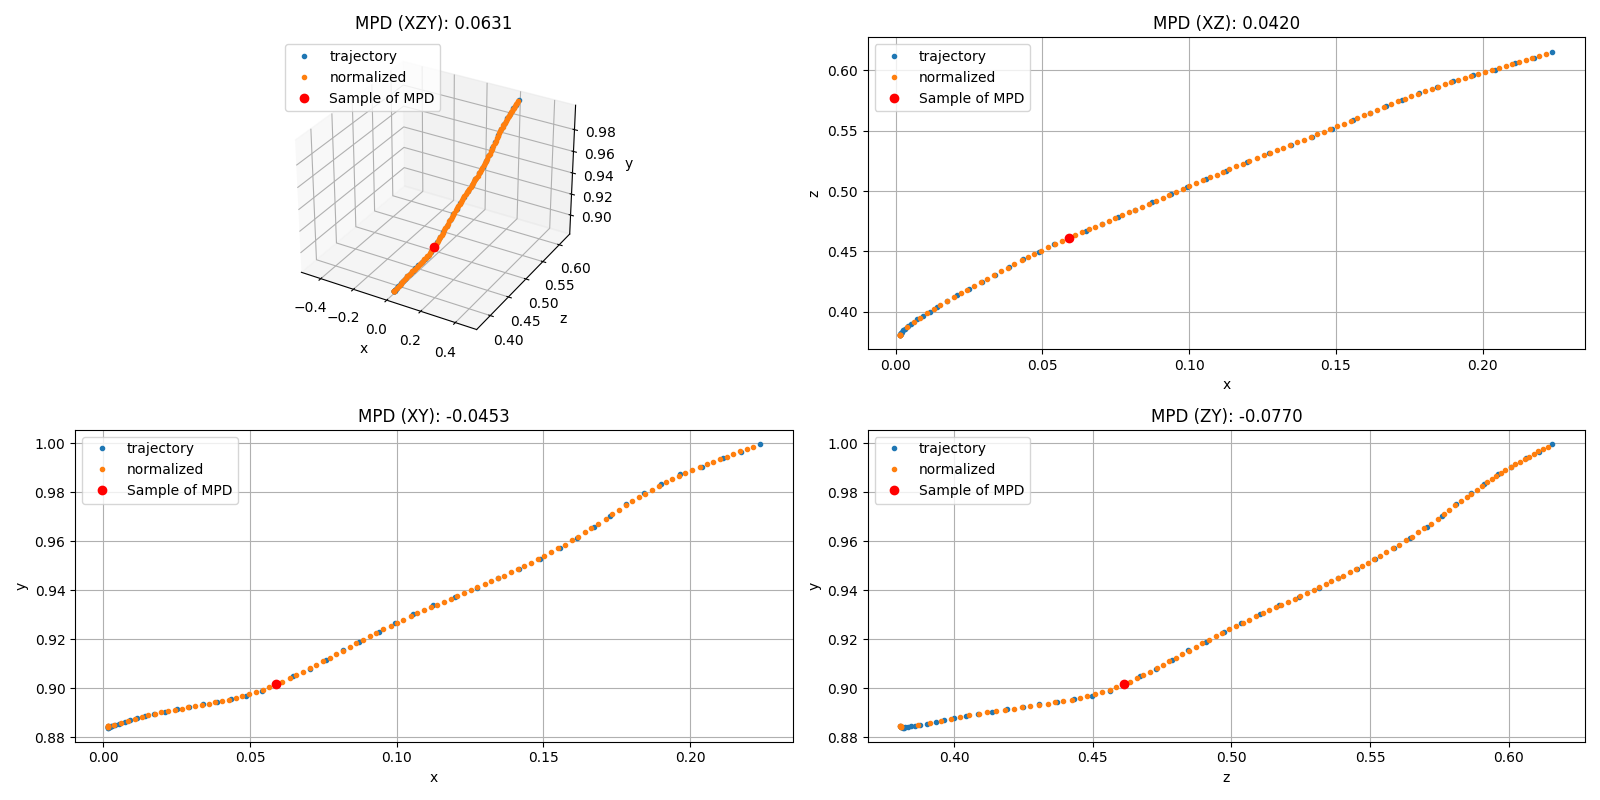 MPD (XZY): 0.0631
trajectory
normalized
Sample of MPD
0.98
0.96
0.94
0.92
0.90
y
0.60
0.55
0.50
0.45
0.40
z
−0.4
−0.2
0.0
0.2
0.4
x
MPD (XZ): 0.0420
trajectory
normalized
Sample of MPD
0.60
0.55
0.50
0.45
0.40
z
0.00 0.05 0.10 0.15 0.20
x
MPD (XY): -0.0453
trajectory
normalized
Sample of MPD
1.00
0.98
0.96
0.94
0.92
0.90
0.88
y
0.00 0.05 0.10 0.15 0.20
x
MPD (ZY): -0.0770
trajectory
normalized
Sample of MPD
1.00
0.98
0.96
0.94
0.92
0.90
0.88
y
0.40 0.45 0.50 0.55 0.60
z